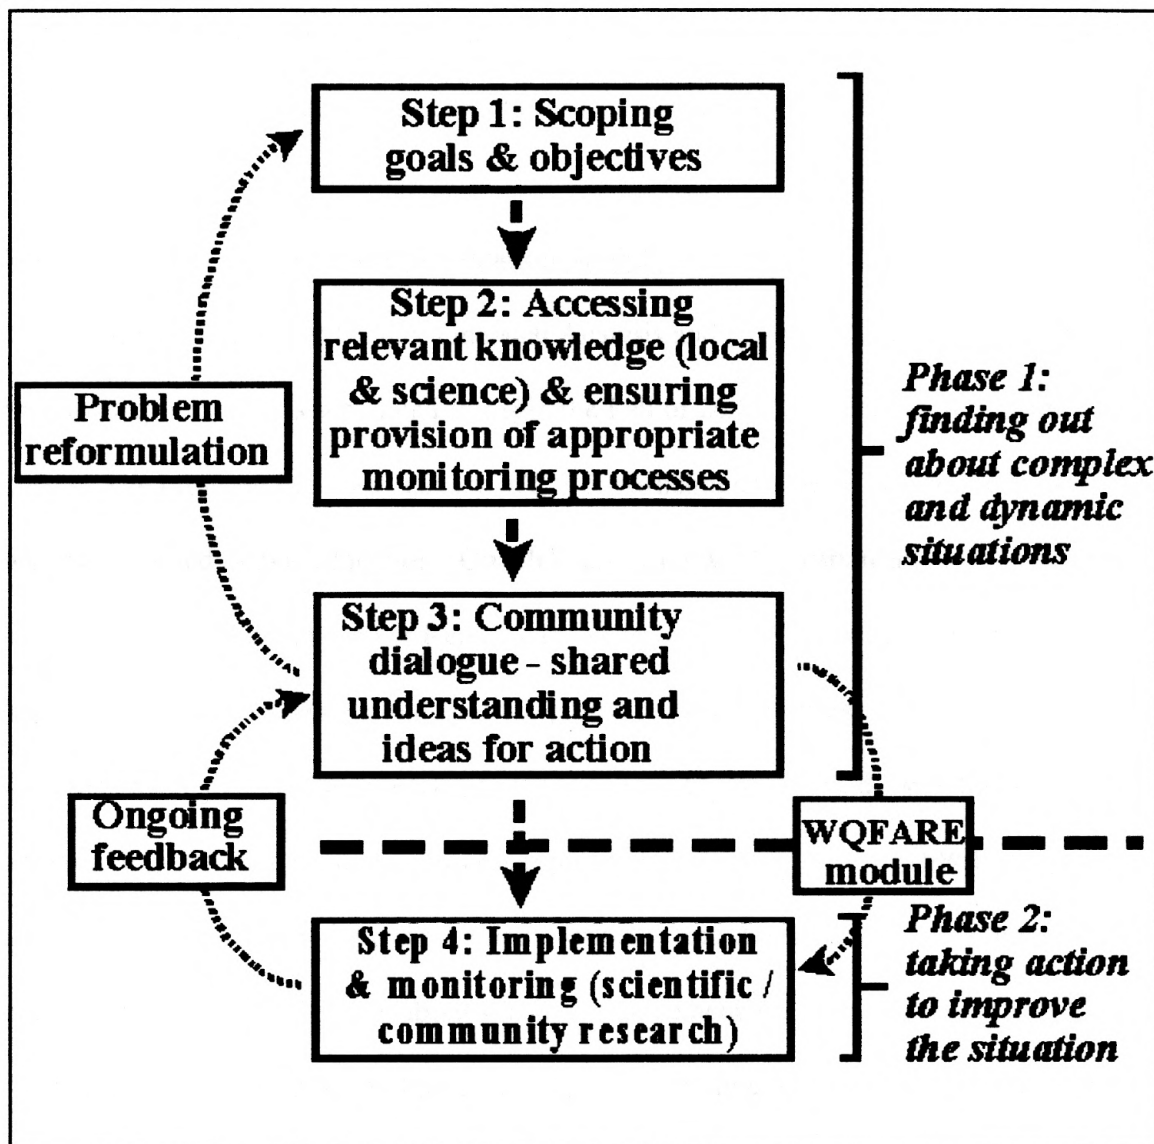 Step 1: Scoping
goals & objectives
Step 2: Accessing
relevant knowledge (local
& science) & ensuring
provision of appropriate
monitoring processes
Problem
reformulation
Phase 1:
finding out
about complex
and dynamic
situations
Step 3: Community
dialogue - shared
understanding and
ideas for action
Ongoing
feedback
WQFARE
module
Step 4: Implementation
& monitoring (scientific /
community research)
Phase 2:
taking action
to improve
the situation